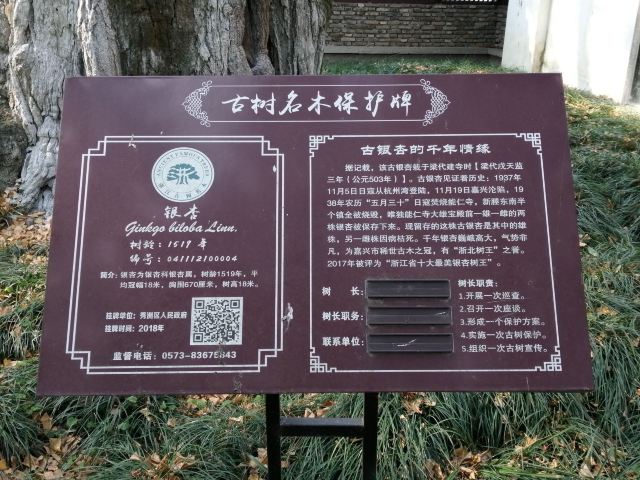 古树名木保护牌
ANCIENT FAMOUS TREES
浙江古树名木
银杏
Ginkgo biloba Linn.
树龄：1519 年
编号：041112100004
简介：银杏为银杏科银杏属，树龄1519年，平
均冠幅18米，胸围670厘米，树高18米。
挂牌单位：秀洲区人民政府
挂牌时间：2018年
监督电话：0573-83675843
古银杏的千年情缘
据记载，该古银杏栽于梁代建寺时【梁代戊天监
三年（公元503年）】。古银杏见证着历史：1937年
11月5日日寇从杭州湾登陆，11月19日嘉兴沦陷，19
38年农历“五月三十”日寇焚烧能仁寺，新塍东南半
个镇全被烧毁，唯独能仁寺大雄宝殿前一雄一雌的两
株银杏被保存下来。现留存的这株古银杏是其中的雄
株，另一雌株因病枯死。千年银杏巍峨高大，气势非
凡，为嘉兴市稀世古木之冠，有“浙北树王”之誉。
2017年被评为“浙江省十大最美银杏树王”。
树 长：
树长职务：
联系单位：
树长职责：
1.开展一次巡查。
2.召开一次座谈。
3.形成一个保护方案。
4.实施一次古树保护。
5.组织一次古树宣传。